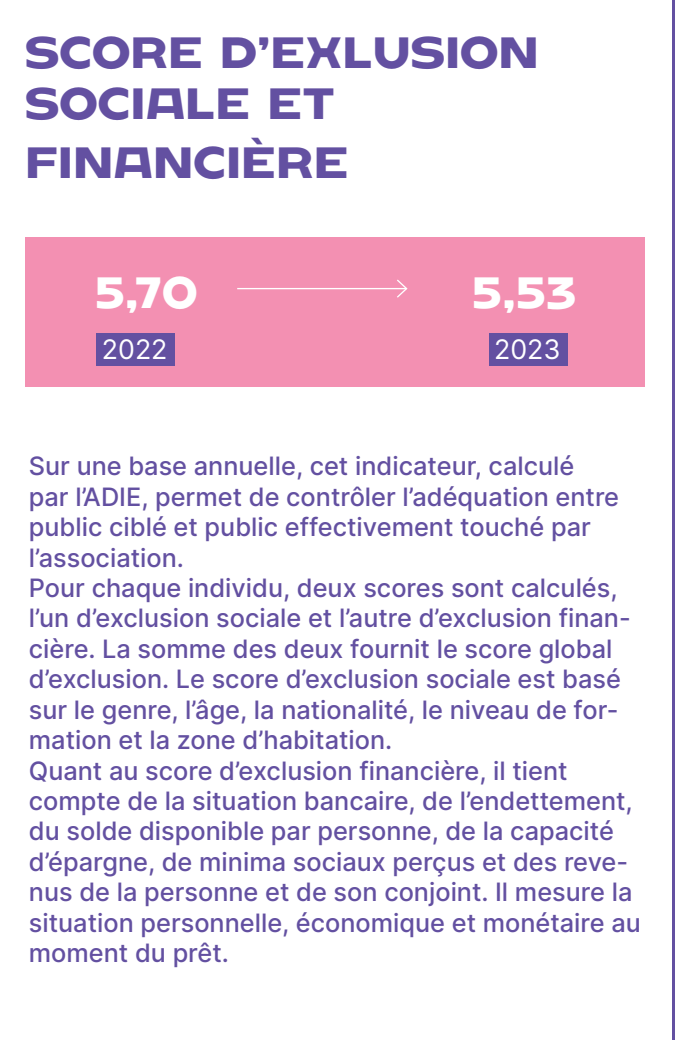 SCORE D’EXLUSION
SOCIALE ET
FINANCIÈRE
5,70
5,53
2022
2023
Sur une base annuelle, cet indicateur, calculé
par l’ADIE, permet de contrôler l’adéquation entre
public ciblé et public effectivement touché par
l’association.
Pour chaque individu, deux scores sont calculés,
l’un d’exclusion sociale et l’autre d’exclusion finan-
cière. La somme des deux fournit le score global
d’exclusion. Le score d’exclusion sociale est basé
sur le genre, l’âge, la nationalité, le niveau de for-
mation et la zone d’habitation.
Quant au score d’exclusion financière, il tient
compte de la situation bancaire, de l’endettement,
du solde disponible par personne, de la capacité
d’épargne, de minima sociaux perçus et des reve-
nus de la personne et de son conjoint. Il mesure la
situation personnelle, économique et monétaire au
moment du prêt.